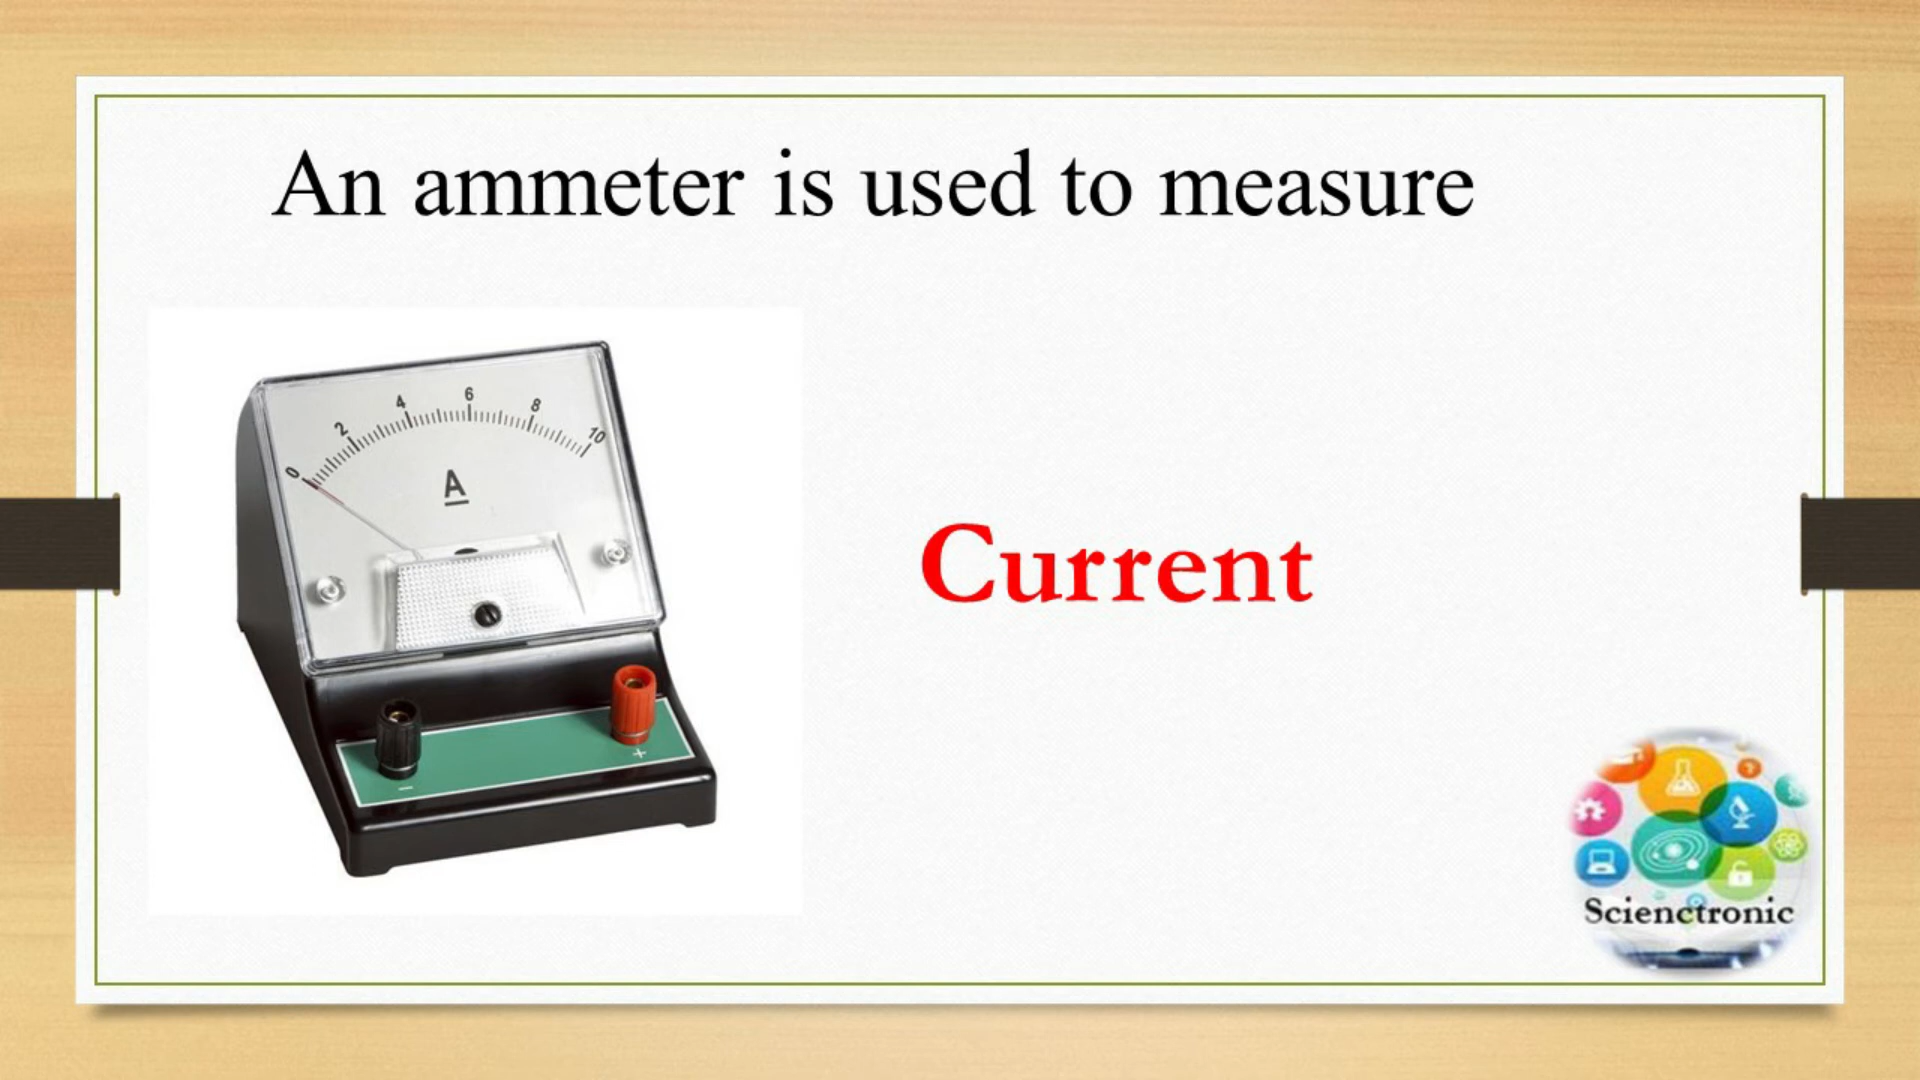 An ammeter is used to measure
0 2 4 6 8 10
A
Current
- +
Scienctronic